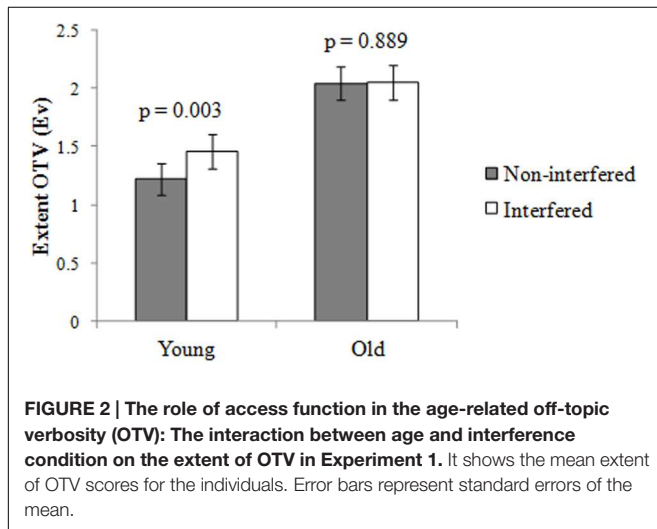 2.5
p = 0.889
2
p = 0.003
1.5
1
0.5
0
Extent OTV (Ev)
Non-interfered
Interfered
Young Old
FIGURE 2 | The role of access function in the age-related off-topic
verbosity (OTV): The interaction between age and interference
condition on the extent of OTV in Experiment 1. It shows the mean extent
of OTV scores for the individuals. Error bars represent standard errors of the
mean.